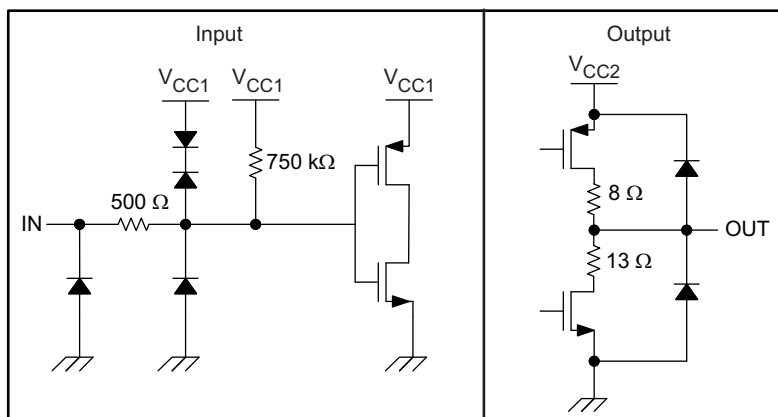 Input
Output
VCC1
VCC1
VCC1
VCC2
750 kΩ
500 Ω
IN
8 Ω
OUT
13 Ω